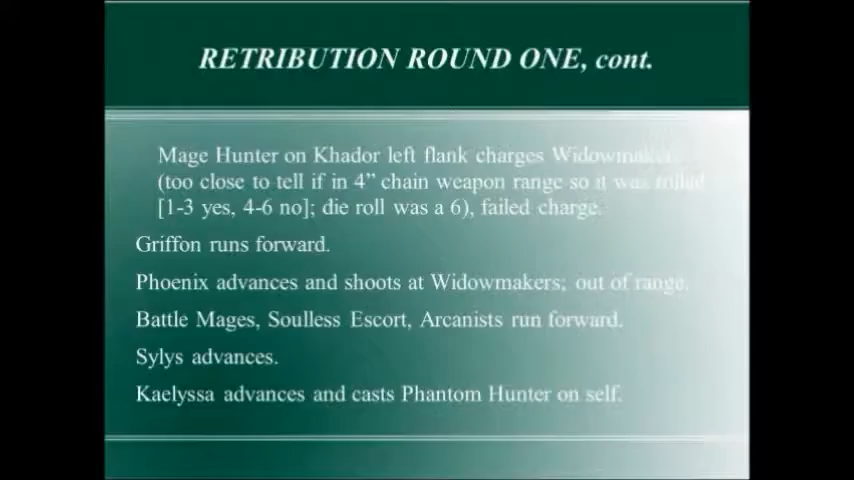 RETRIBUTION ROUND ONE, cont.
Mage Hunter on Khador left flank charges Widowmakers
(too close to tell if in 4” chain weapon range so it was rolled
[1-3 yes, 4-6 no]; die roll was a 6), failed charge.
Griffon runs forward.
Phoenix advances and shoots at Widowmakers; out of range.
Battle Mages, Soulless Escort, Arcanists run forward.
Sylys advances.
Kaelyssa advances and casts Phantom Hunter on self.